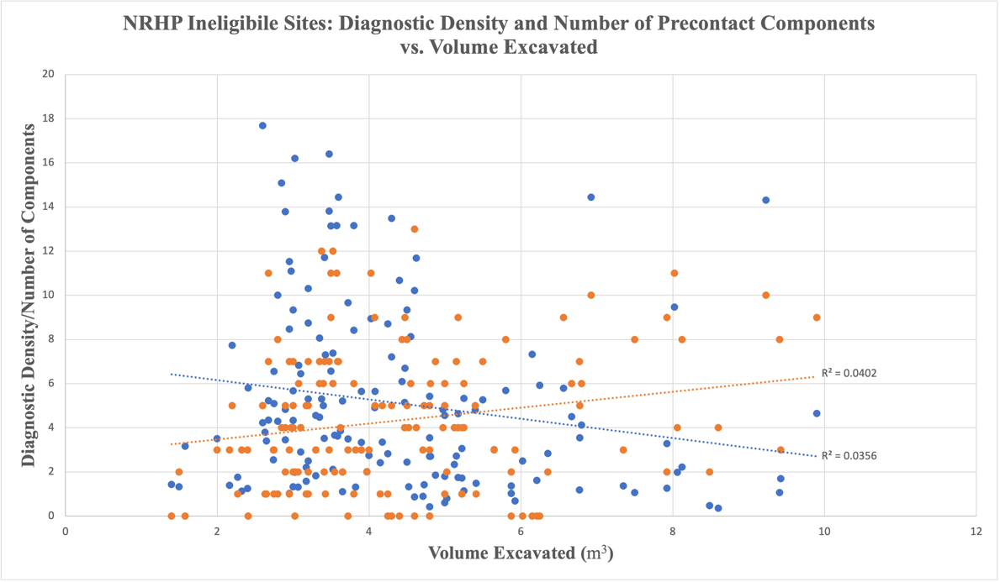 NRHP Ineligibile Sites: Diagnostic Density and Number of Precontact Components
vs. Volume Excavated
Diagnostic Density/Number of Components
20
18
16
14
12
10
8
6
4
2
0
R² = 0.0402
R² = 0.0356
0 2 4 6 8 10 12
Volume Excavated (m³)